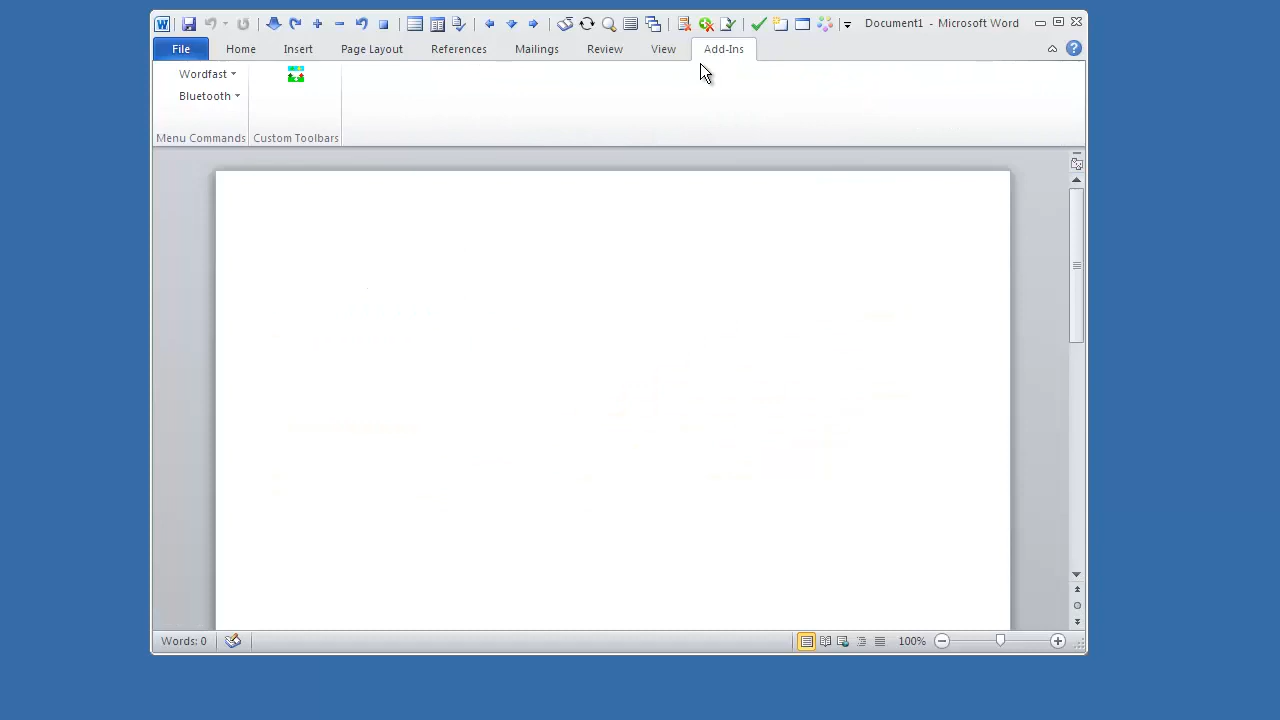 Document1 - Microsoft Word
File Home Insert Page Layout References Mailings Review View Add-Ins
Wordfast
Bluetooth
Menu Commands Custom Toolbars
Words: 0 100%